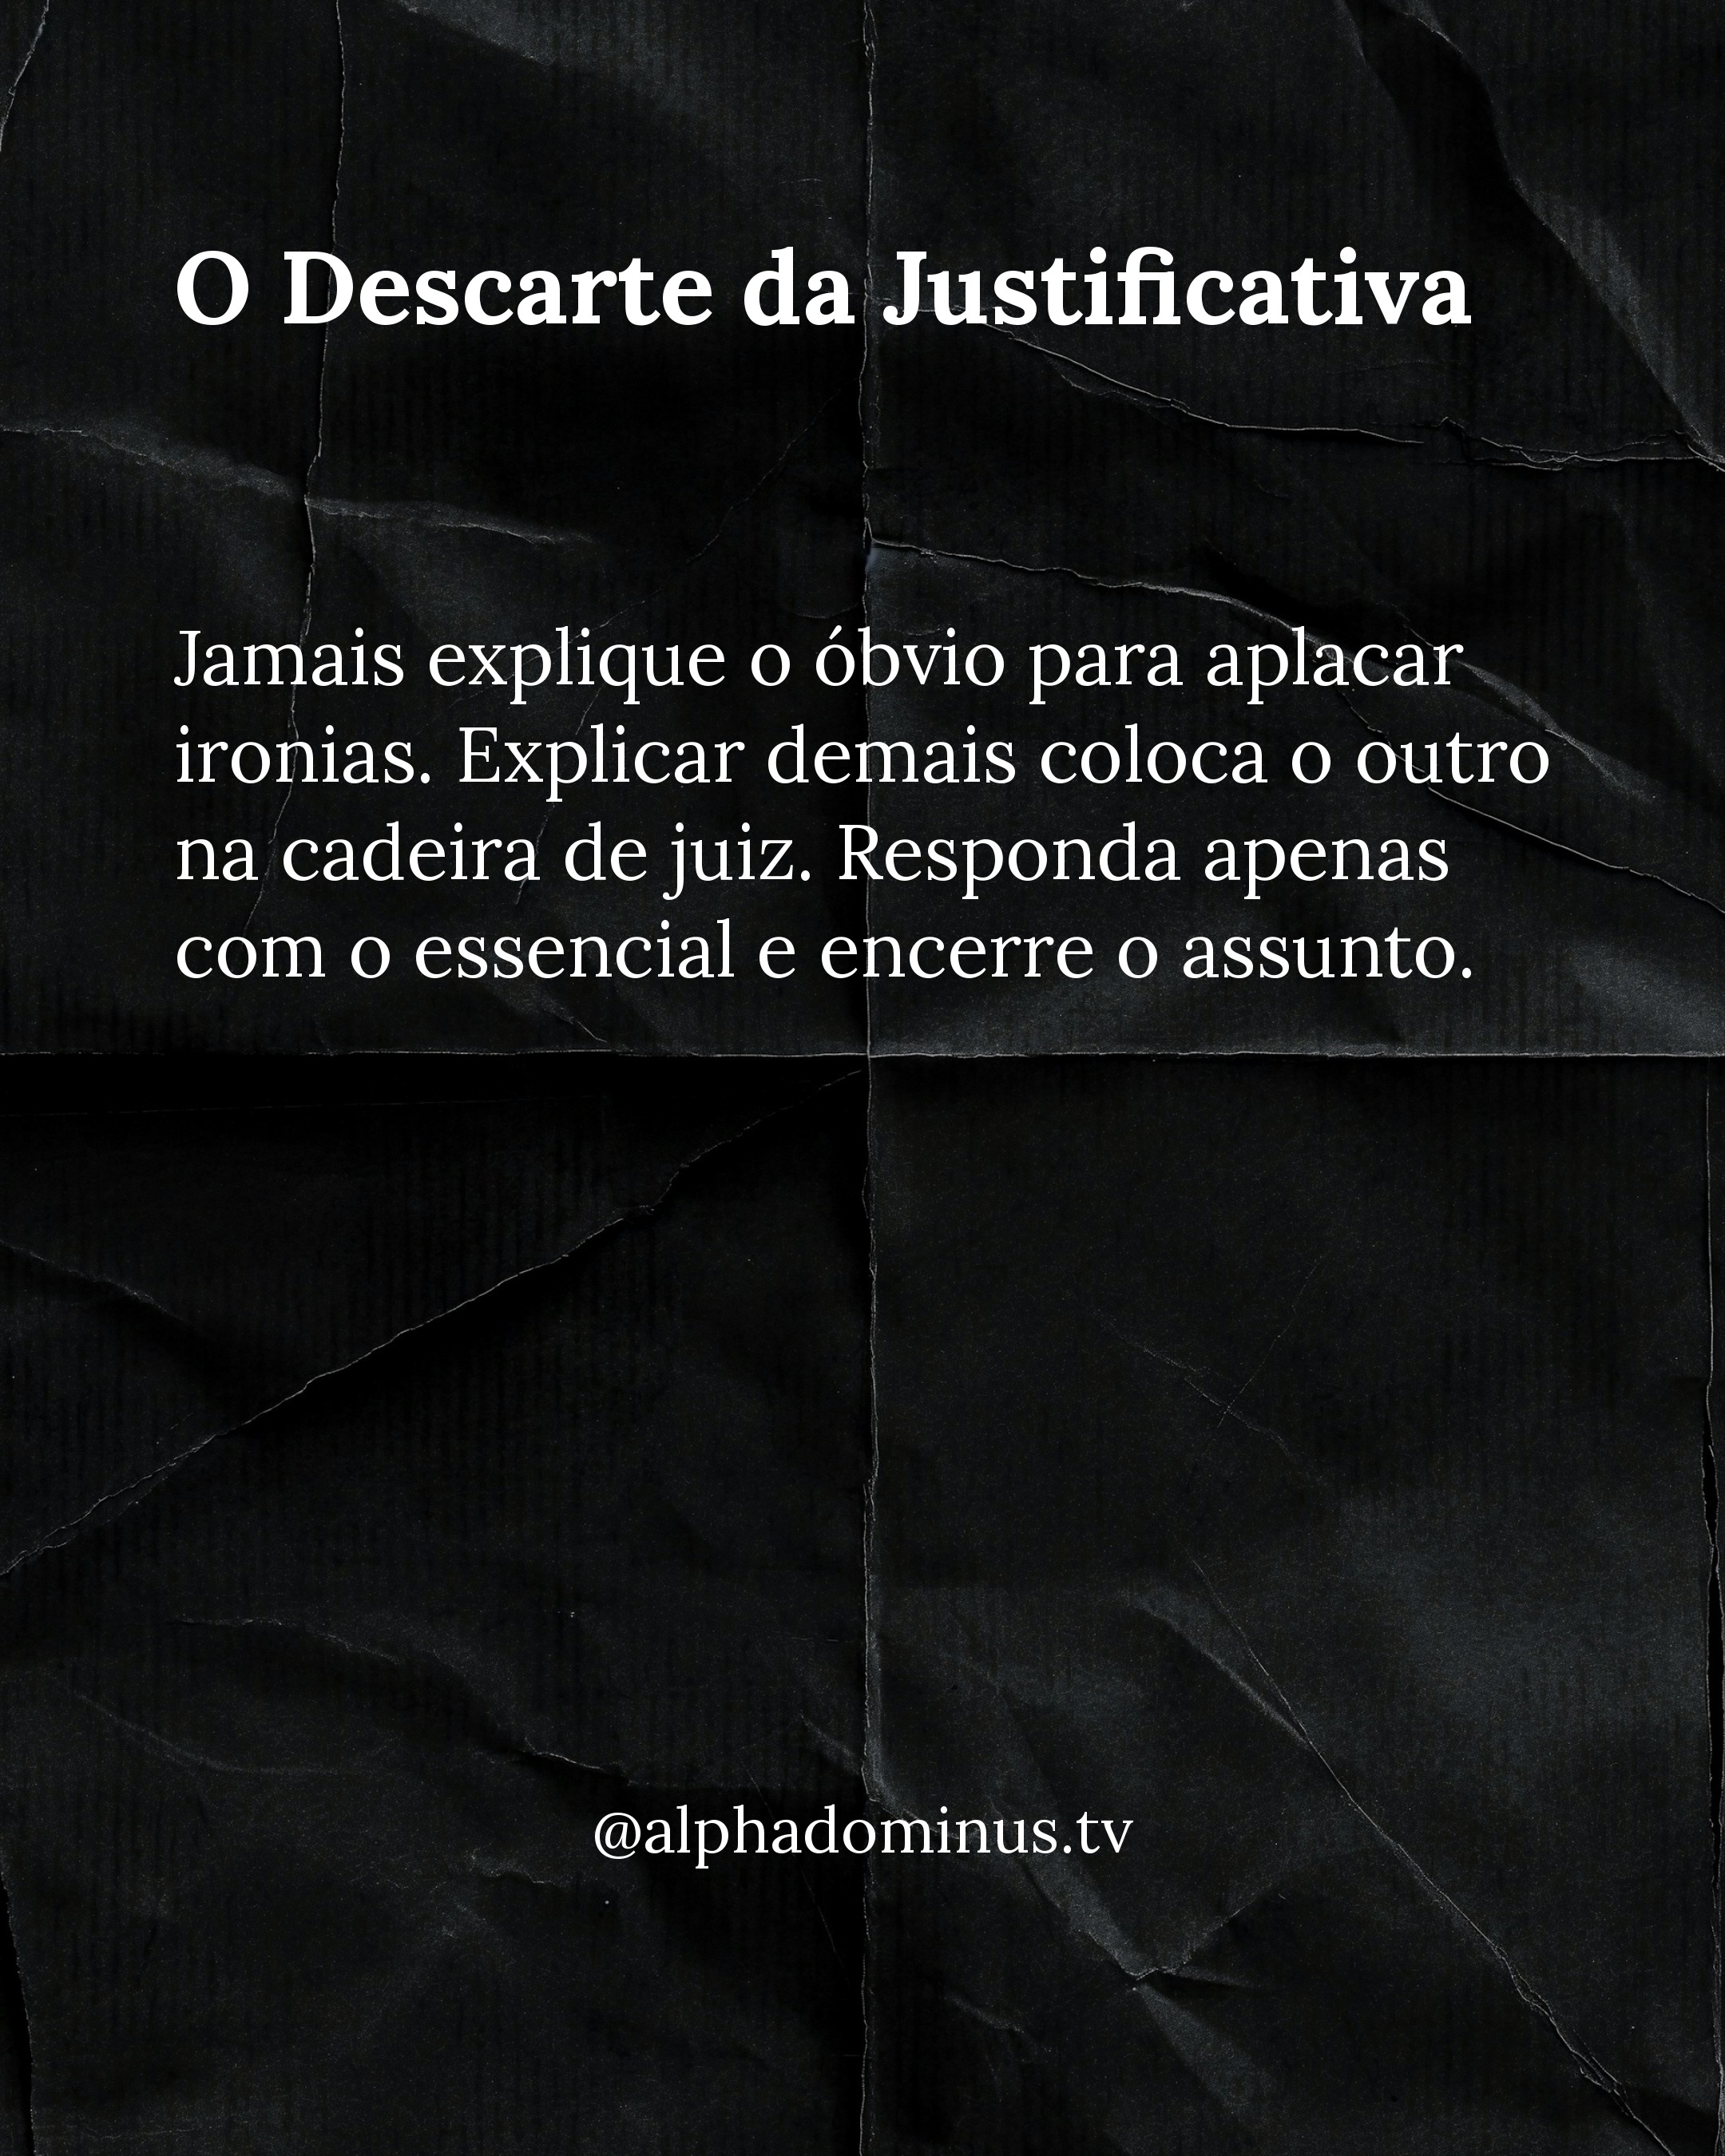 O Descarte da Justificativa
Jamais explique o óbvio para aplacar
ironias. Explicar demais coloca o outro
na cadeira de juiz. Responda apenas
com o essencial e encerre o assunto.
@alphadominus.tv